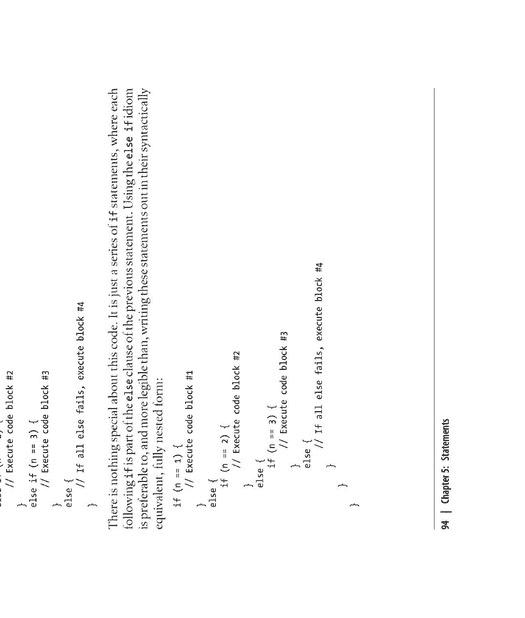 // Execute code block #2
}
else if (n == 3) {
// Execute code block #3
}
else {
// If all else fails, execute block #4
}
There is nothing special about this code. It is just a series of if statements, where each
following if is part of the else clause of the previous statement. Using the else if idiom
is preferable to, and more legible than, writing these statements out in their syntactically
equivalent, fully nested form:
if (n == 1) {
// Execute code block #1
}
else {
if (n == 2) {
// Execute code block #2
}
else {
if (n == 3) {
// Execute code block #3
}
else {
// If all else fails, execute block #4
}
}
}
94 | Chapter 5: Statements